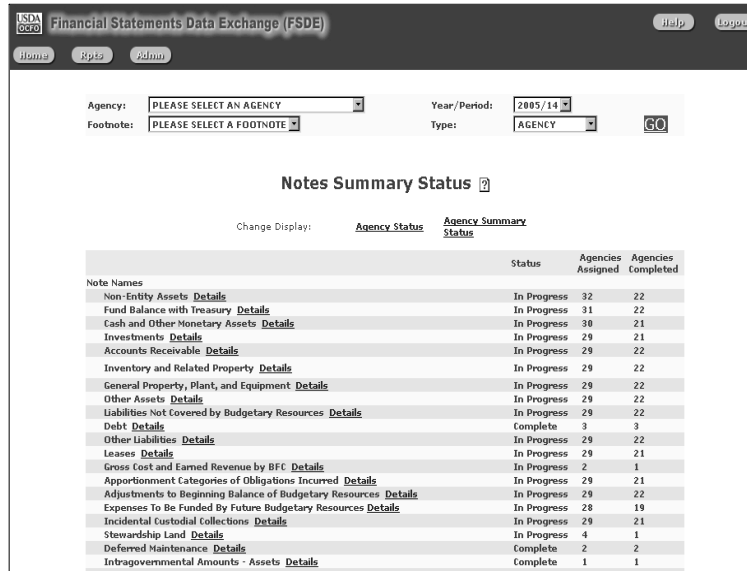 USDA
OCFO
Financial Statements Data Exchange (FSDE)
Help
Home
Rpts
Admn
Agency: PLEASE SELECT AN AGENCY Year/Period: 2005/14
Footnote: PLEASE SELECT A FOOTNOTE Type: AGENCY GO
Notes Summary Status ?
Change Display: Agency Status Agency Summary Status
Status Agencies Assigned Agencies Completed
Note Names
Non-Entity Assets Details In Progress 32 22
Fund Balance with Treasury Details In Progress 31 22
Cash and Other Monetary Assets Details In Progress 30 21
Investments Details In Progress 29 21
Accounts Receivable Details In Progress 29 22
Inventory and Related Property Details In Progress 29 22
General Property, Plant, and Equipment Details In Progress 29 22
Other Assets Details In Progress 29 22
Liabilities Not Covered by Budgetary Resources Details In Progress 29 22
Debt Details Complete 3 3
Other Liabilities Details In Progress 29 22
Leases Details In Progress 29 21
Gross Cost and Earned Revenue by BFC Details In Progress 2 1
Apportionment Categories of Obligations Incurred Details In Progress 29 21
Adjustments to Beginning Balance of Budgetary Resources Details In Progress 29 22
Expenses To Be Funded By Future Budgetary Resources Details In Progress 28 19
Incidental Custodial Collections Details In Progress 29 21
Stewardship Land Details In Progress 4 1
Deferred Maintenance Details Complete 2 2
Intragovernmental Amounts - Assets Details Complete 1 1